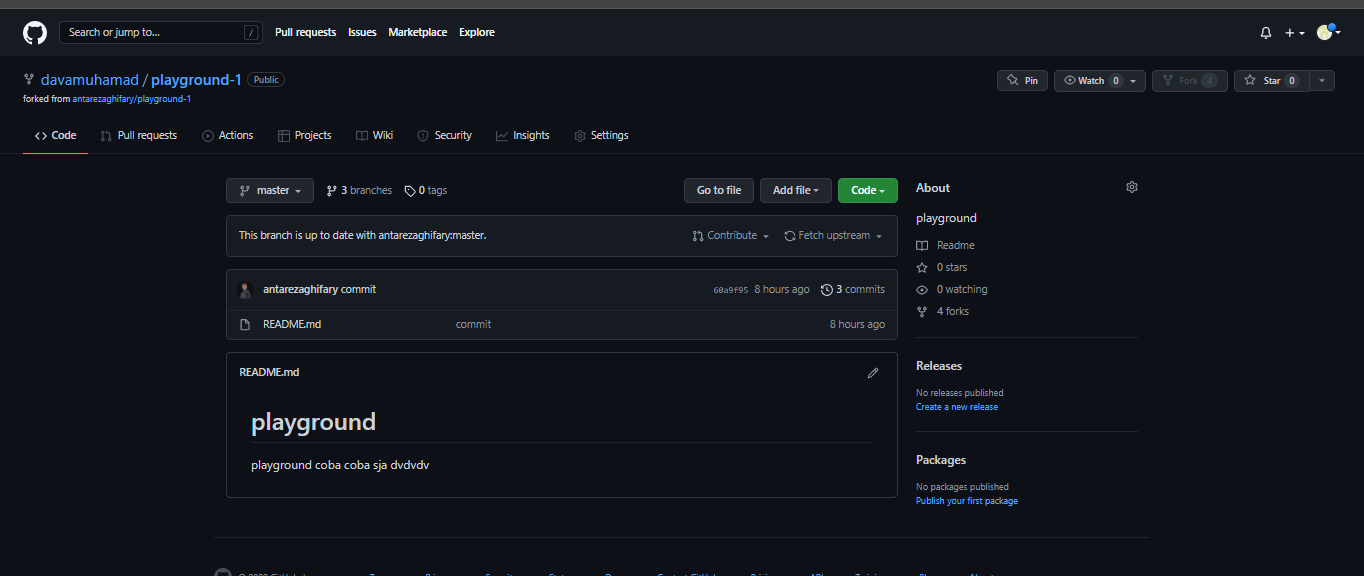 Search or jump to... /
Pull requests Issues Marketplace Explore
davamuhamad / playground-1 Public
forked from antarezaghifary/playground-1
Pin Watch 0 Fork 4 Star 0
Code Pull requests Actions Projects Wiki Security Insights Settings
master 3 branches 0 tags Go to file Add file Code
This branch is up to date with antarezaghifary:master. Contribute Fetch upstream
antarezaghifary commit 60a9f95 8 hours ago 3 commits
README.md commit 8 hours ago
README.md
playground
playground coba coba sja dvdvdv
About
playground
Readme
0 stars
0 watching
4 forks
Releases
No releases published
Create a new release
Packages
No packages published
Publish your first package